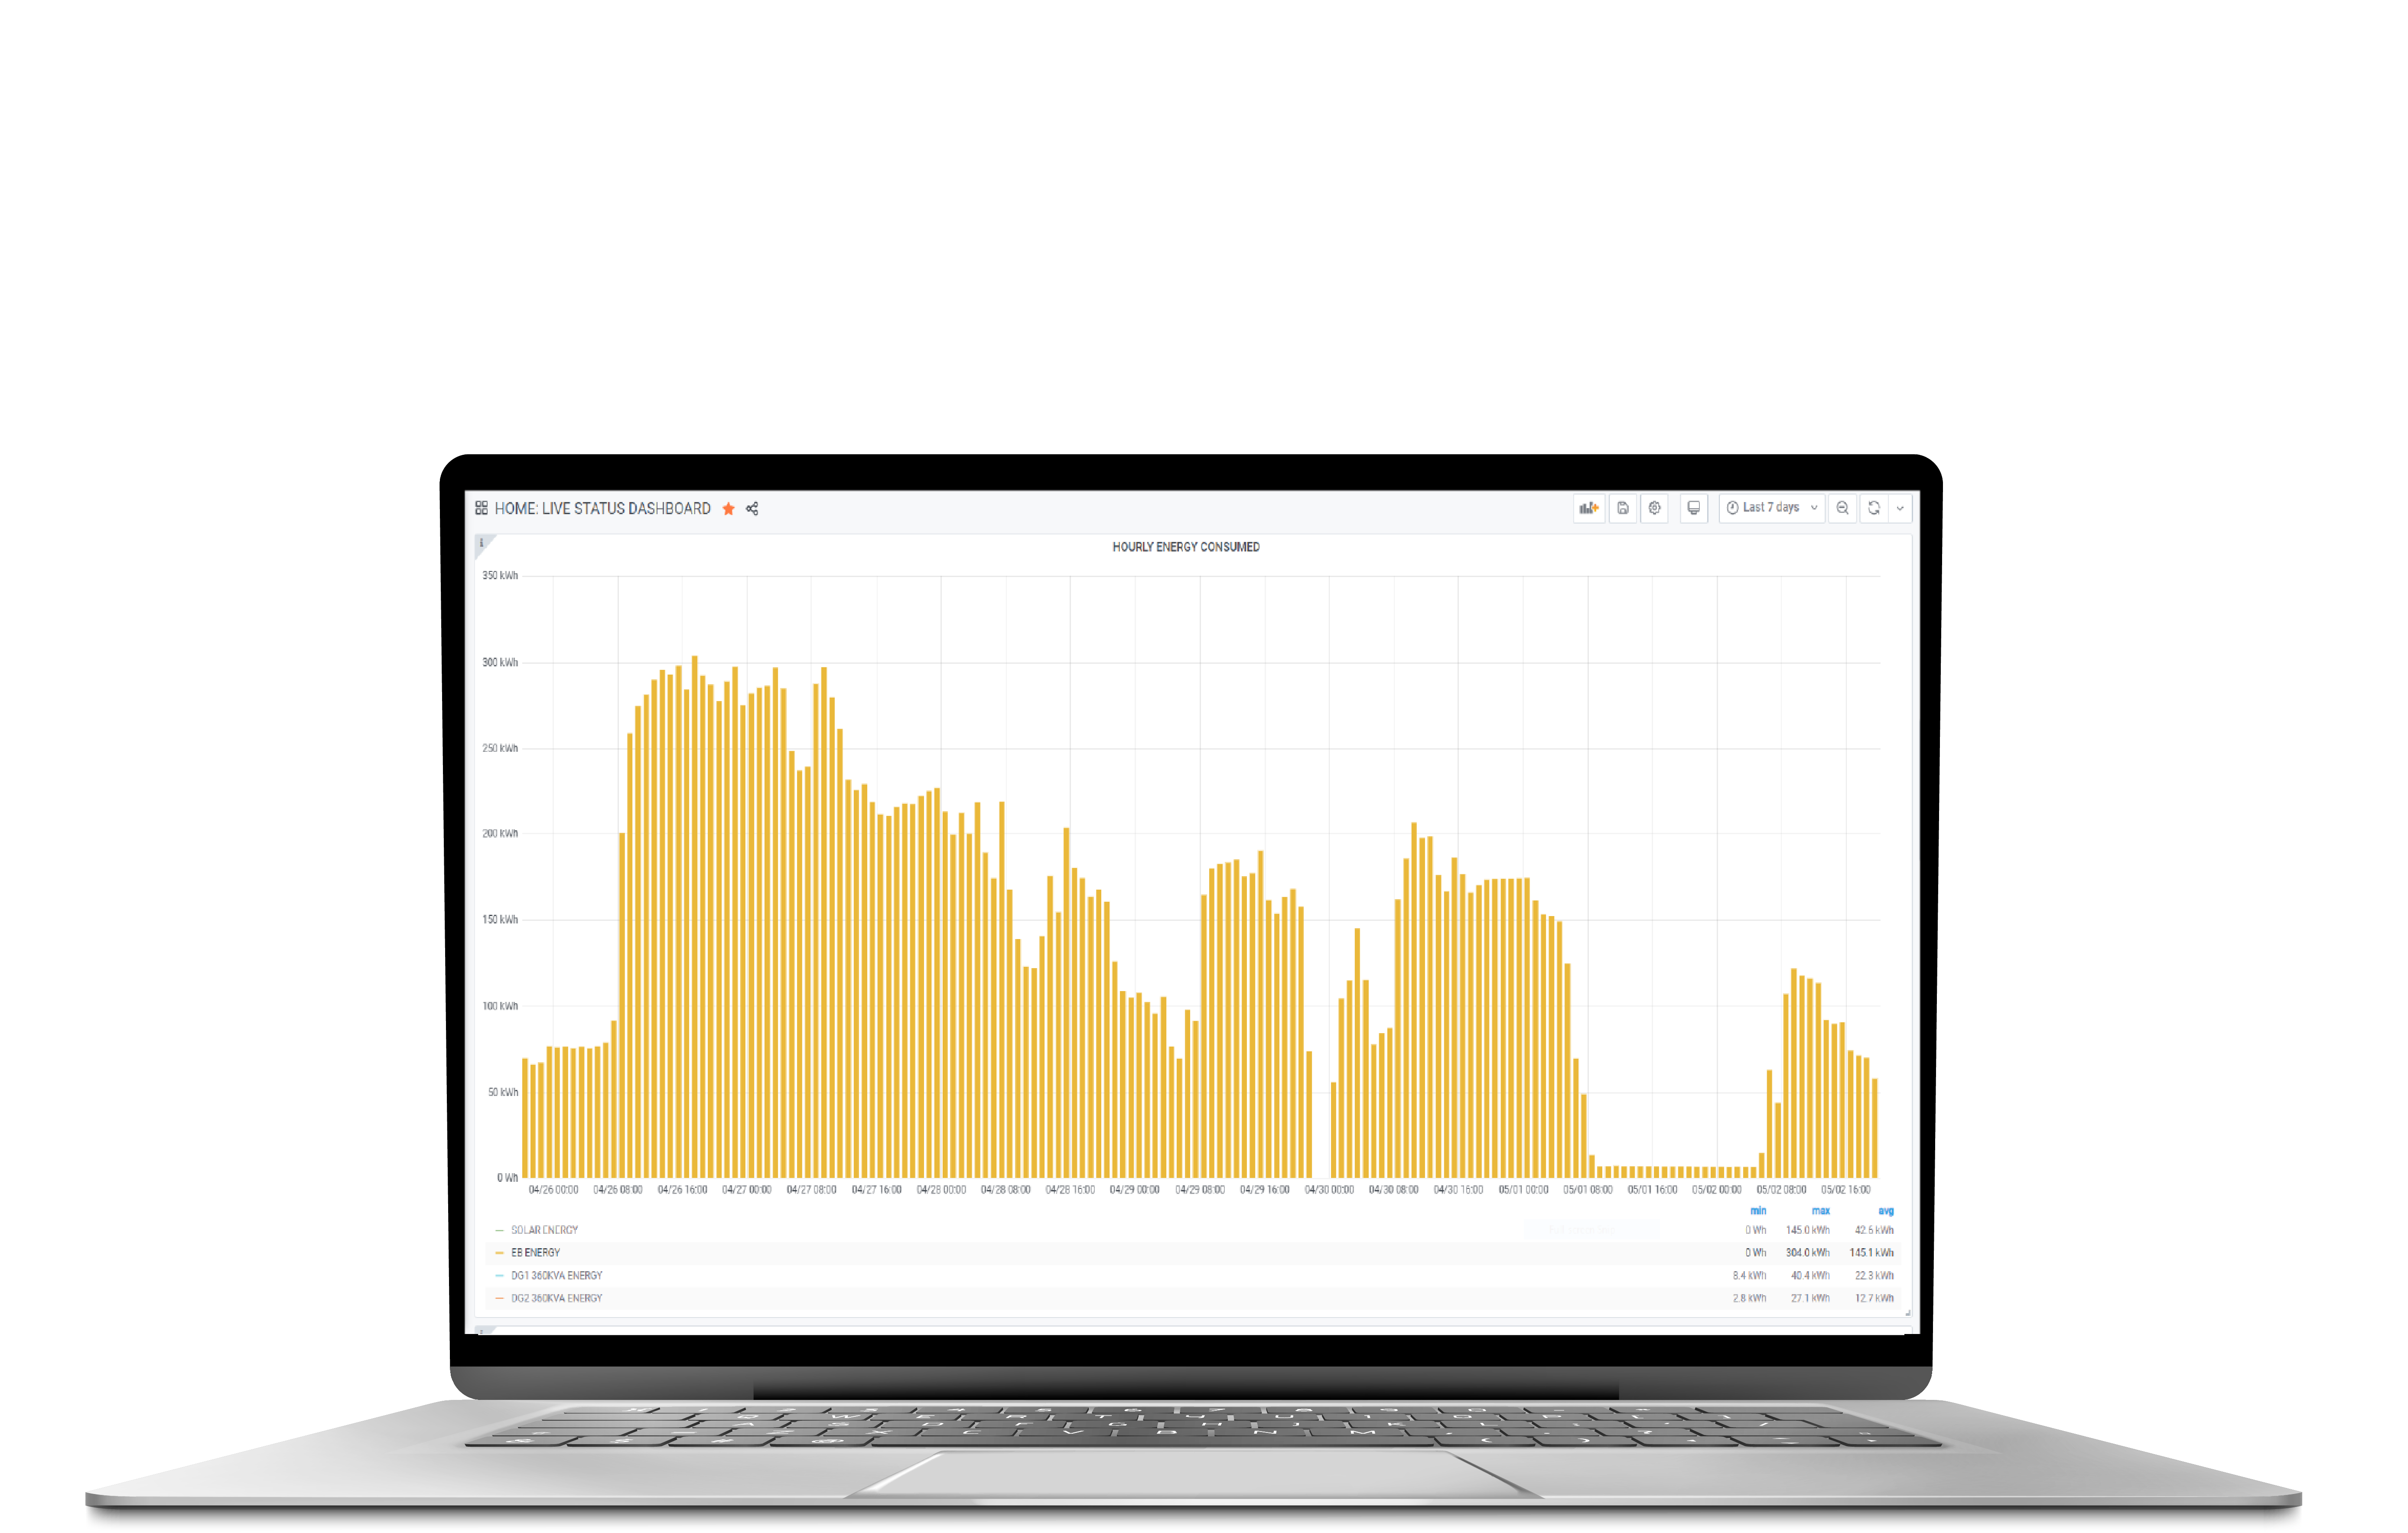 HOME: LIVE STATUS DASHBOARD
Last 7 days
HOURLY ENERGY CONSUMED
350 kWh
300 kWh
250 kWh
200 kWh
150 kWh
100 kWh
50 kWh
0 Wh
04/26 00:00 04/26 08:00 04/26 16:00 04/27 00:00 04/27 08:00 04/27 16:00 04/28 00:00 04/28 08:00 04/28 16:00 04/29 00:00 04/29 08:00 04/29 16:00 04/30 00:00 04/30 08:00 04/30 16:00 05/01 00:00 05/01 08:00 05/01 16:00 05/02 00:00 05/02 08:00 05/02 16:00
min max avg
SOLAR ENERGY 0 Wh 145.0 kWh 42.6 kWh
EB ENERGY 0 Wh 304.0 kWh 145.1 kWh
DG1 360KVA ENERGY 8.4 kWh 40.4 kWh 22.3 kWh
DG2 360KVA ENERGY 2.8 kWh 27.1 kWh 12.7 kWh